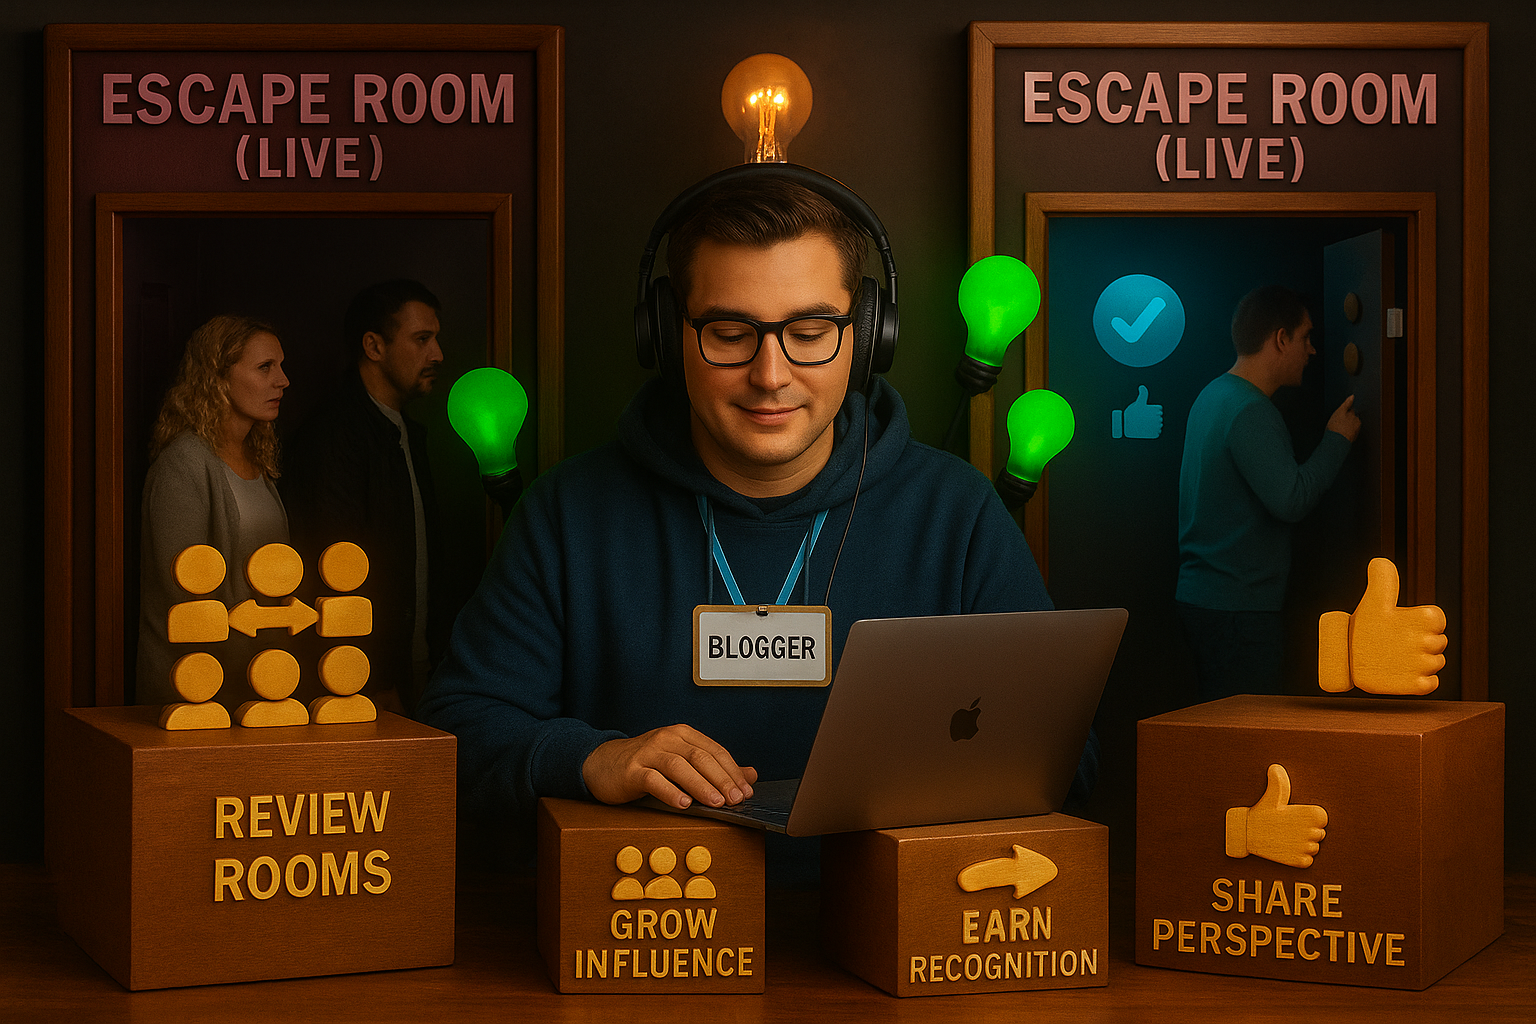 ESCAPE ROOM
(LIVE)
ESCAPE ROOM
(LIVE)
BLOGGER
REVIEW
ROOMS
GROW
INFLUENCE
EARN
RECOGNITION
SHARE
PERSPECTIVE